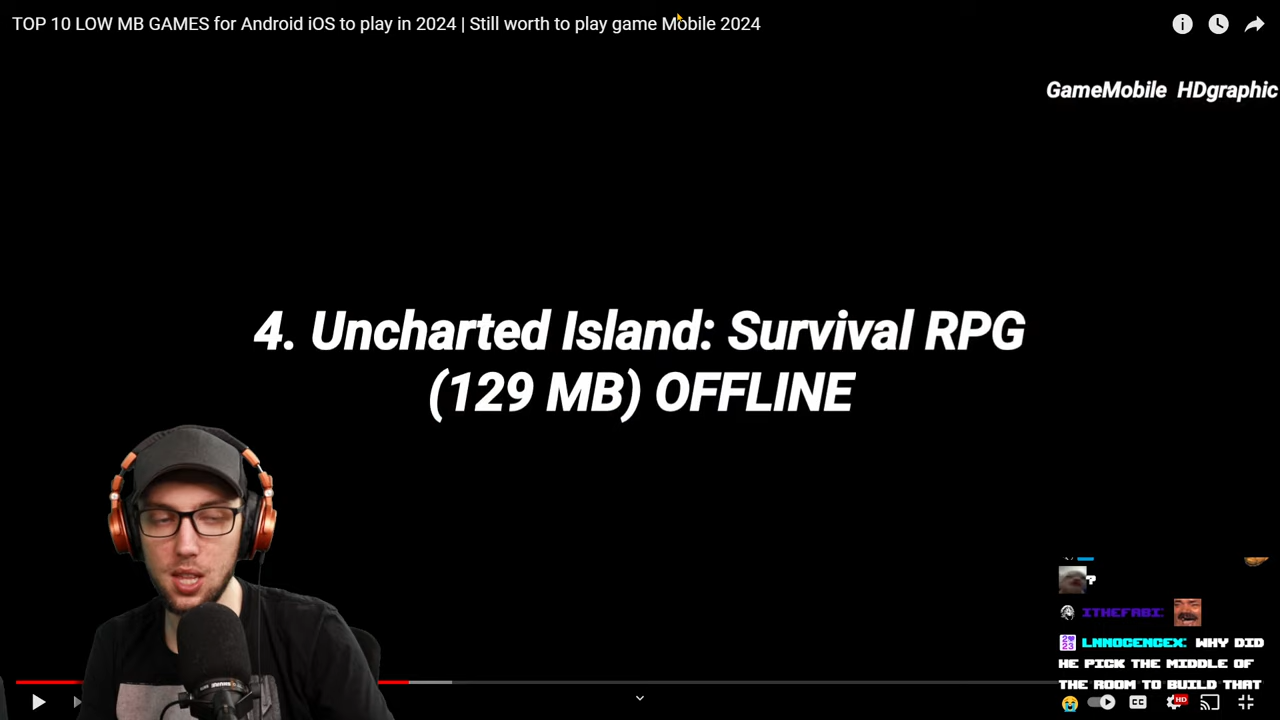 TOP 10 LOW MB GAMES for Android iOS to play in 2024 | Still worth to play game Mobile 2024
GameMobile HDgraphic
4. Uncharted Island: Survival RPG
(129 MB) OFFLINE
?
ITHEFABI:
LNNOCENCEX: WHY DID
HE PICK THE MIDDLE OF
THE ROOM TO BUILD THAT
CC
HD